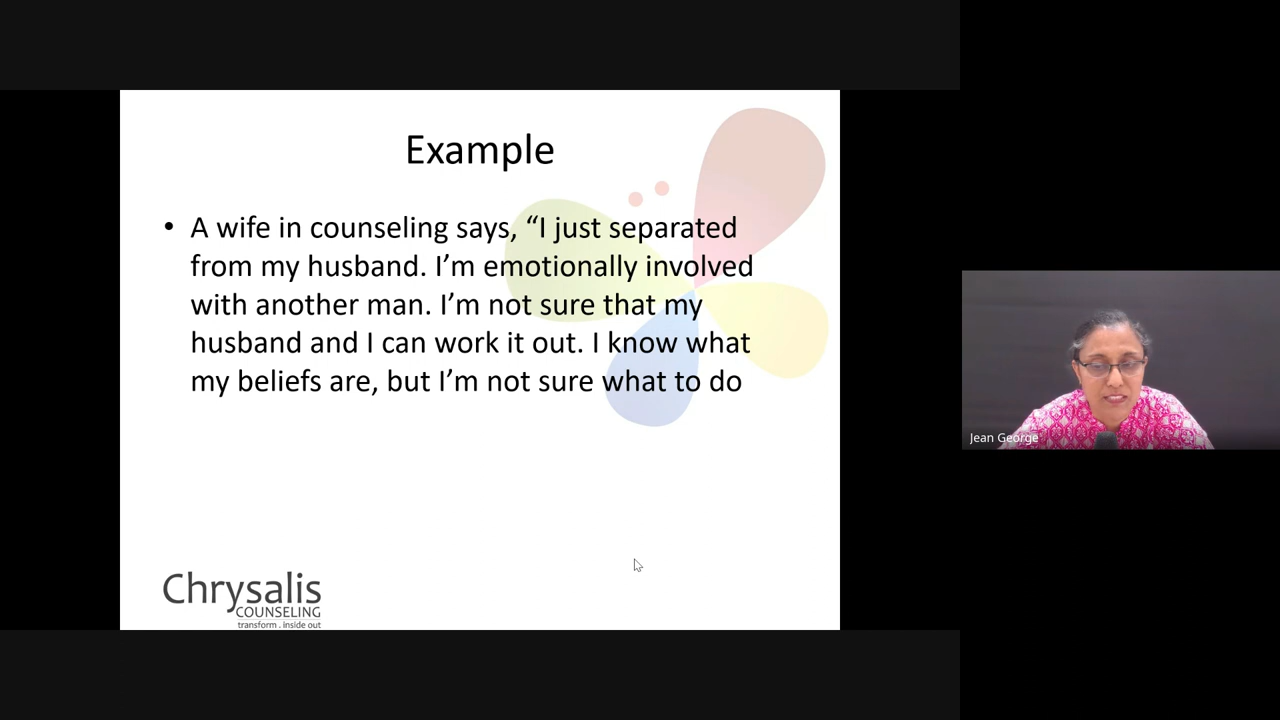 Example
• A wife in counseling says, “I just separated
from my husband. I’m emotionally involved
with another man. I’m not sure that my
husband and I can work it out. I know what
my beliefs are, but I’m not sure what to do
Jean George
Chrysalis
COUNSELING
transform . inside out